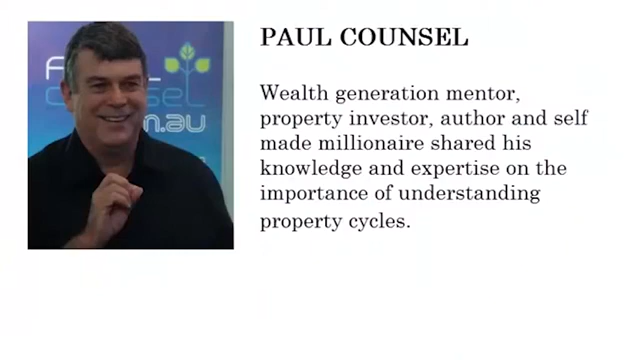 PAUL COUNSEL
Wealth generation mentor,
property investor, author and self
made millionaire shared his
knowledge and expertise on the
importance of understanding
property cycles.